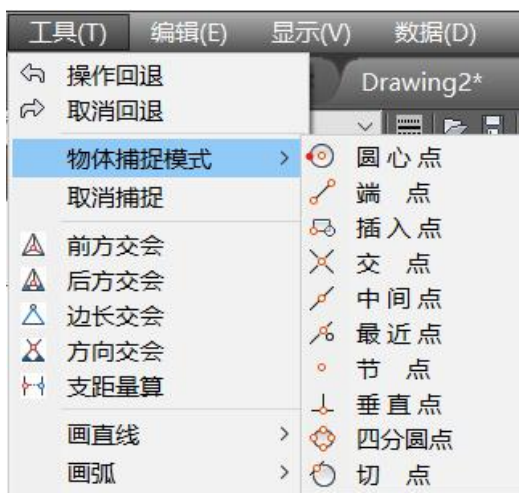 工具(T) 编辑(E) 显示(V) 数据(D)
操作回退
Drawing2*
取消回退
物体捕捉模式
取消捕捉
前方交会
后方交会
边长交会
方向交会
支距量算
画直线
画弧
圆心点
端 点
插入点
交 点
中间点
最近点
节 点
垂直点
四分圆点
切 点